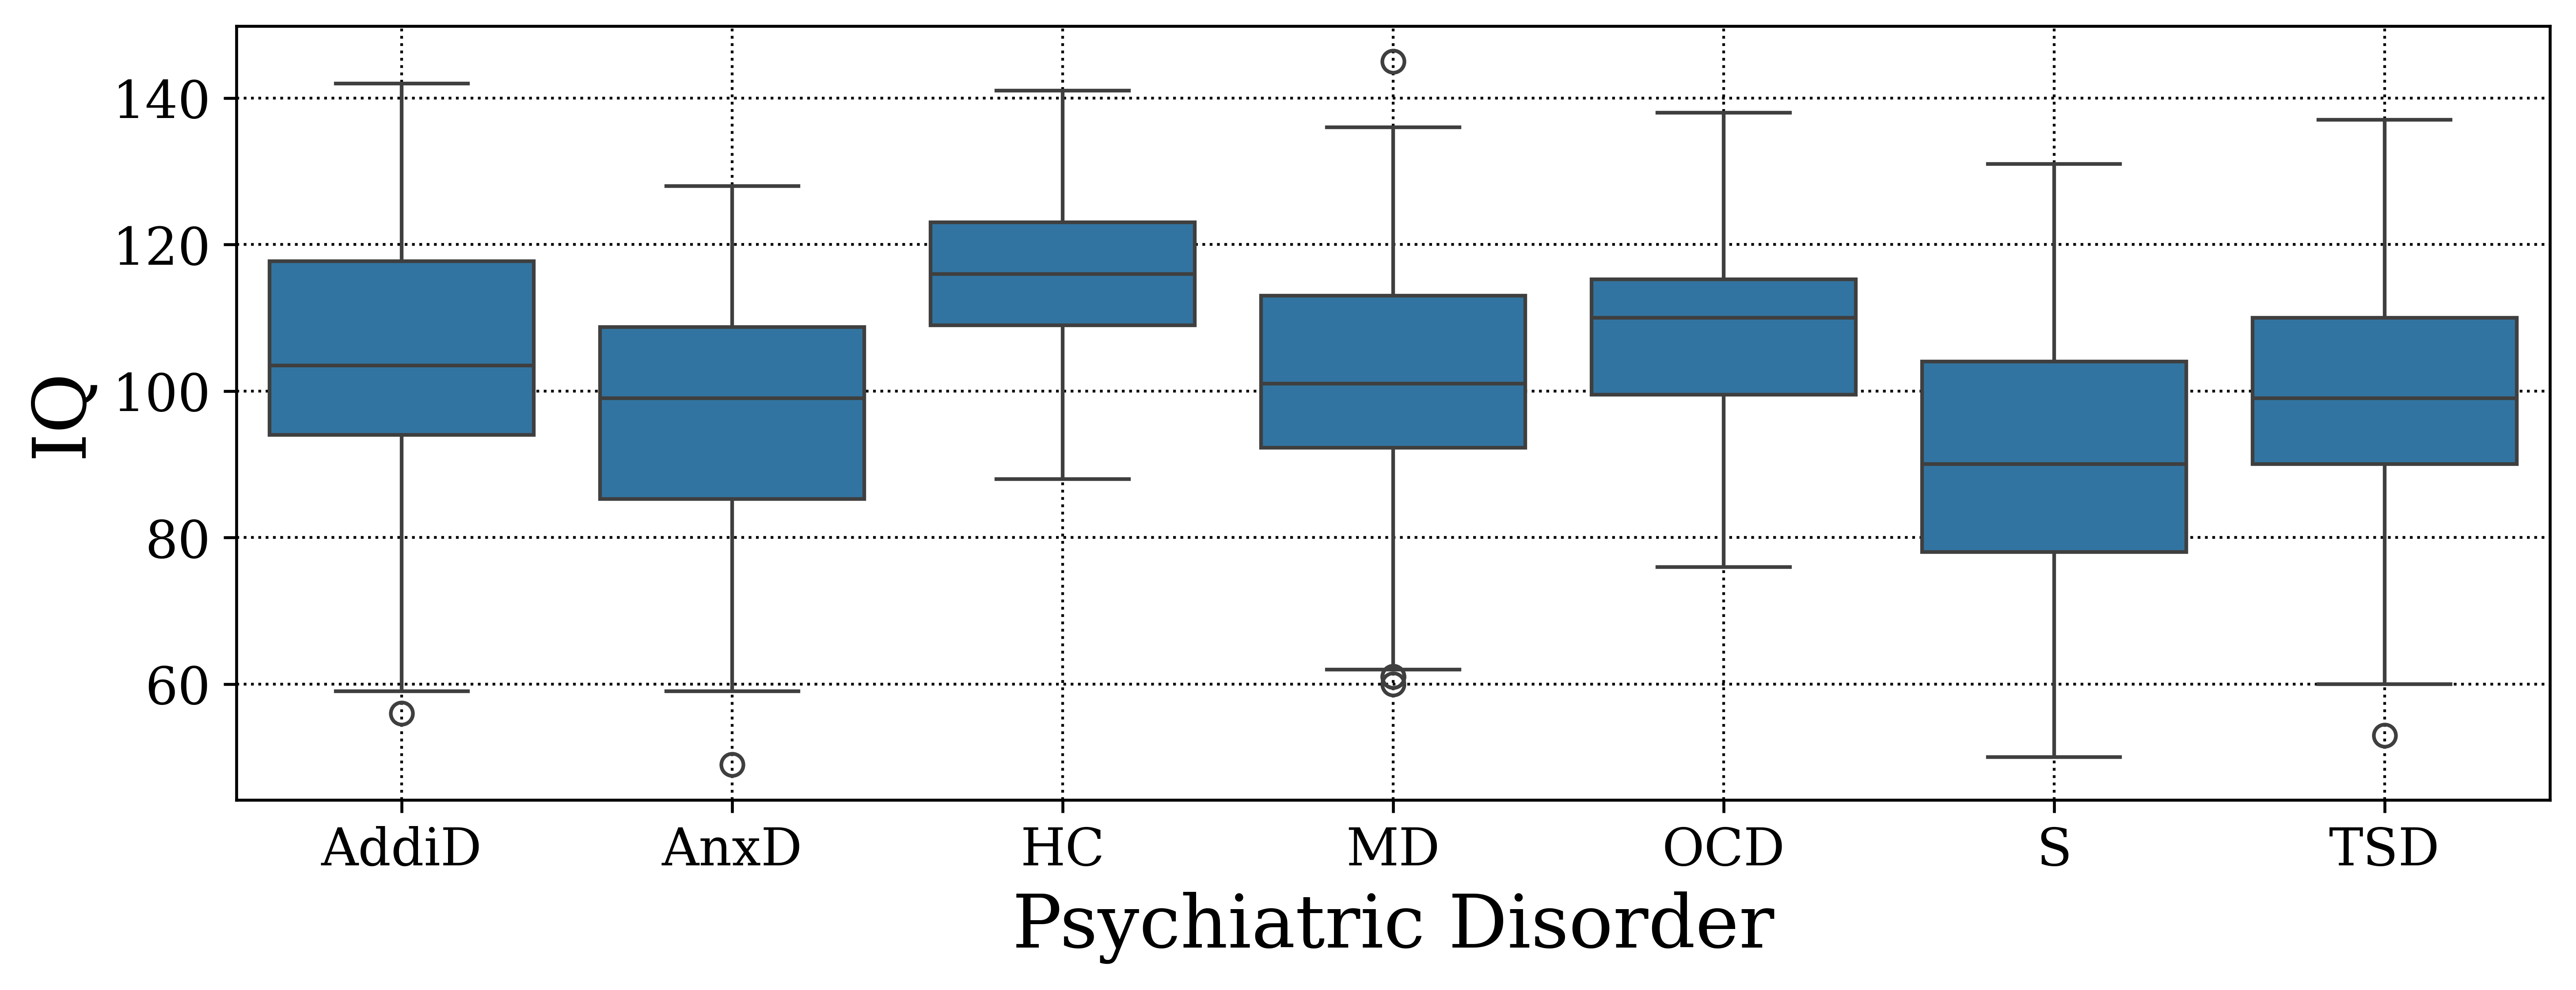 IQ
140
120
100
80
60
AddiD AnxD HC MD OCD S TSD
Psychiatric Disorder